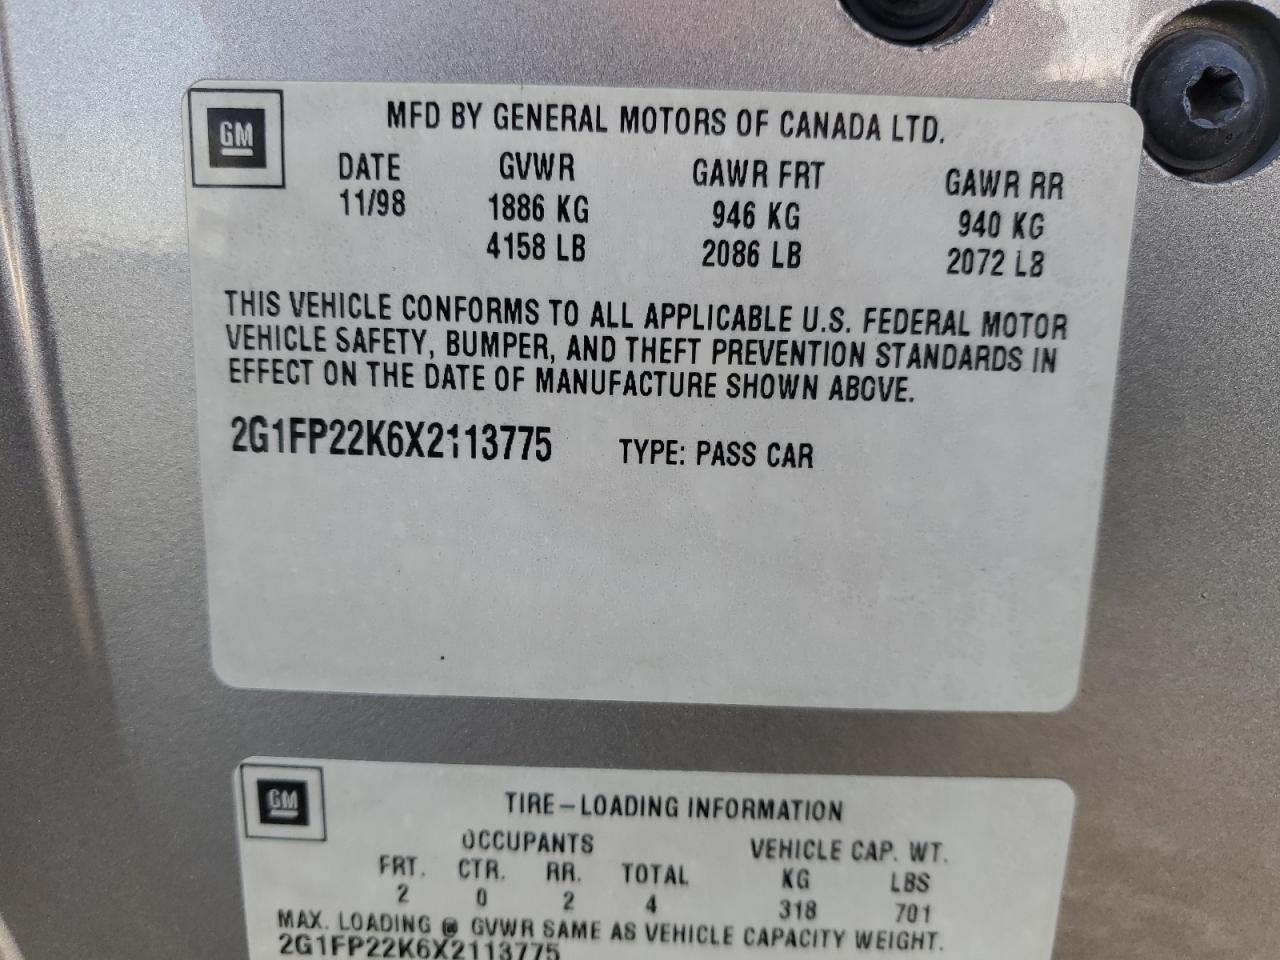 GM
MFD BY GENERAL MOTORS OF CANADA LTD.
DATE GVWR GAWR FRT GAWR RR
11/98 1886 KG 946 KG 940 KG
4158 LB 2086 LB 2072 LB
THIS VEHICLE CONFORMS TO ALL APPLICABLE U.S. FEDERAL MOTOR
VEHICLE SAFETY, BUMPER, AND THEFT PREVENTION STANDARDS IN
EFFECT ON THE DATE OF MANUFACTURE SHOWN ABOVE.
2G1FP22K6X2113775 TYPE: PASS CAR
GM
TIRE-LOADING INFORMATION
OCCUPANTS VEHICLE CAP. WT.
FRT. CTR. RR. TOTAL KG LBS
2 0 2 4 318 701
MAX. LOADING @ GVWR SAME AS VEHICLE CAPACITY WEIGHT.
2G1FP22K6X2113775